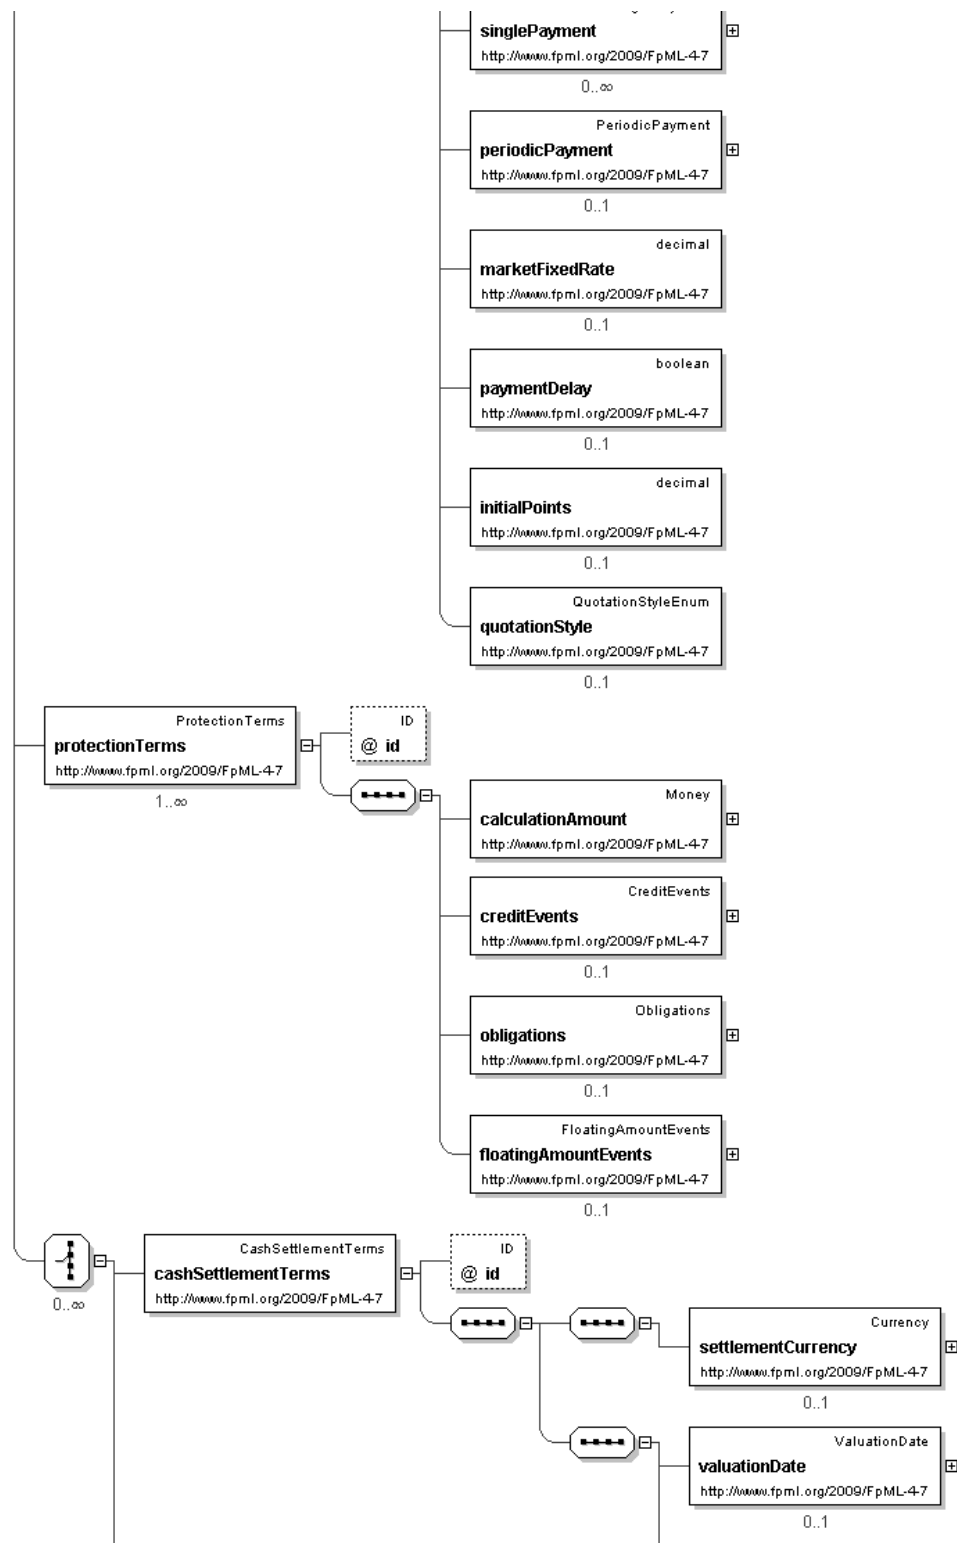 singlePayment
http://www.fpml.org/2009/FpML-4-7
0..∞
PeriodicPayment
periodicPayment
http://www.fpml.org/2009/FpML-4-7
0..1
decimal
marketFixedRate
http://www.fpml.org/2009/FpML-4-7
0..1
boolean
paymentDelay
http://www.fpml.org/2009/FpML-4-7
0..1
decimal
initialPoints
http://www.fpml.org/2009/FpML-4-7
0..1
QuotationStyleEnum
quotationStyle
http://www.fpml.org/2009/FpML-4-7
0..1
ProtectionTerms
protectionTerms
http://www.fpml.org/2009/FpML-4-7
1..∞
ID
@ id
Money
calculationAmount
http://www.fpml.org/2009/FpML-4-7
CreditEvents
creditEvents
http://www.fpml.org/2009/FpML-4-7
0..1
Obligations
obligations
http://www.fpml.org/2009/FpML-4-7
0..1
FloatingAmountEvents
floatingAmountEvents
http://www.fpml.org/2009/FpML-4-7
0..1
0..∞
CashSettlementTerms
cashSettlementTerms
http://www.fpml.org/2009/FpML-4-7
ID
@ id
Currency
settlementCurrency
http://www.fpml.org/2009/FpML-4-7
0..1
ValuationDate
valuationDate
http://www.fpml.org/2009/FpML-4-7
0..1